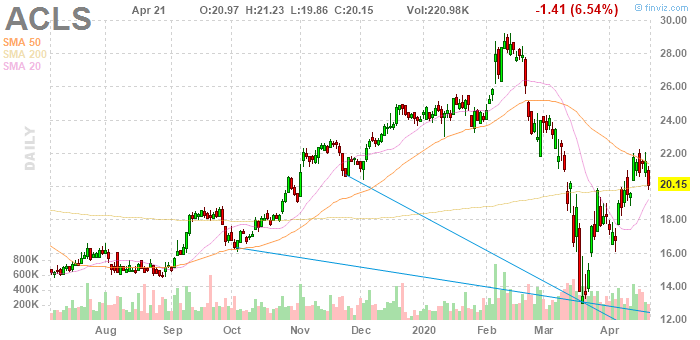 ACLS Apr 21 O:20.97 H:21.23 L:19.86 C:20.15 Vol:220.98K -1.41 (6.54%) © finviz.com
SMA 50
SMA 200
SMA 20
DAILY
30.00
28.00
26.00
24.00
22.00
20.15
18.00
16.00
14.00
12.00
800K
600K
400K
200K
Aug Sep Oct Nov Dec 2020 Feb Mar Apr